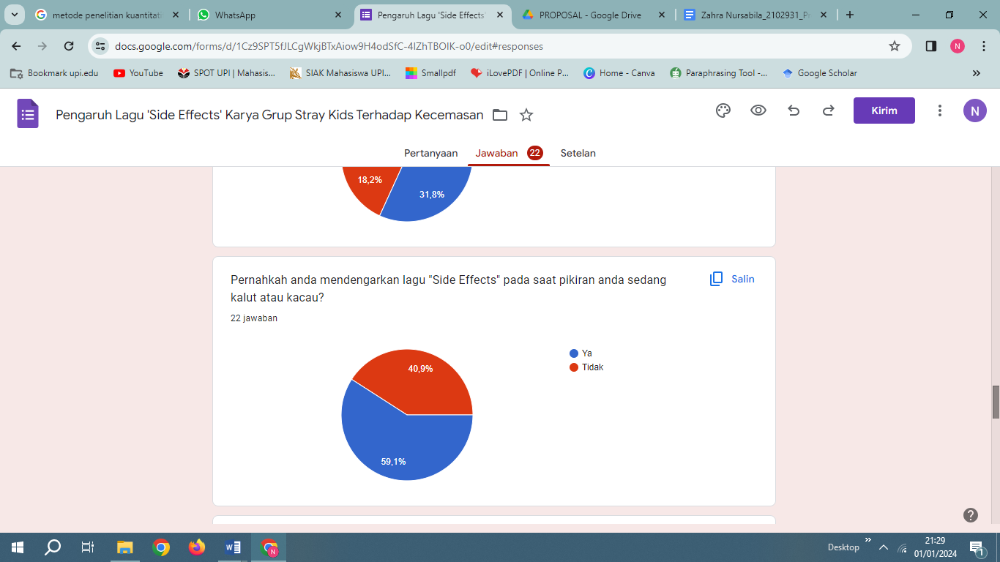 metode penelitian kuantitati
WhatsApp
Pengaruh Lagu 'Side Effects'
PROPOSAL - Google Drive
Zahra Nursabila_2102931_Pr
docs.google.com/forms/d/1Cz9SPT5fJLCgWkjBTxAiow9H4odSfC-4lZhTBOlK-o0/edit#responses
N
Bookmark upi.edu
YouTube
SPOT UPI | Mahasis...
SIAK Mahasiswa UPI...
Smallpdf
iLovePDF | Online P...
Home - Canva
Paraphrasing Tool -...
Google Scholar
Pengaruh Lagu 'Side Effects' Karya Grup Stray Kids Terhadap Kecemasan
Kirim
N
Pertanyaan
Jawaban 22
Setelan
18,2%
31,8%
Pernahkah anda mendengarkan lagu "Side Effects" pada saat pikiran anda sedang
kalut atau kacau?
Salin
22 jawaban
Ya
Tidak
40,9%
59,1%
Desktop
21:29
01/01/2024
1